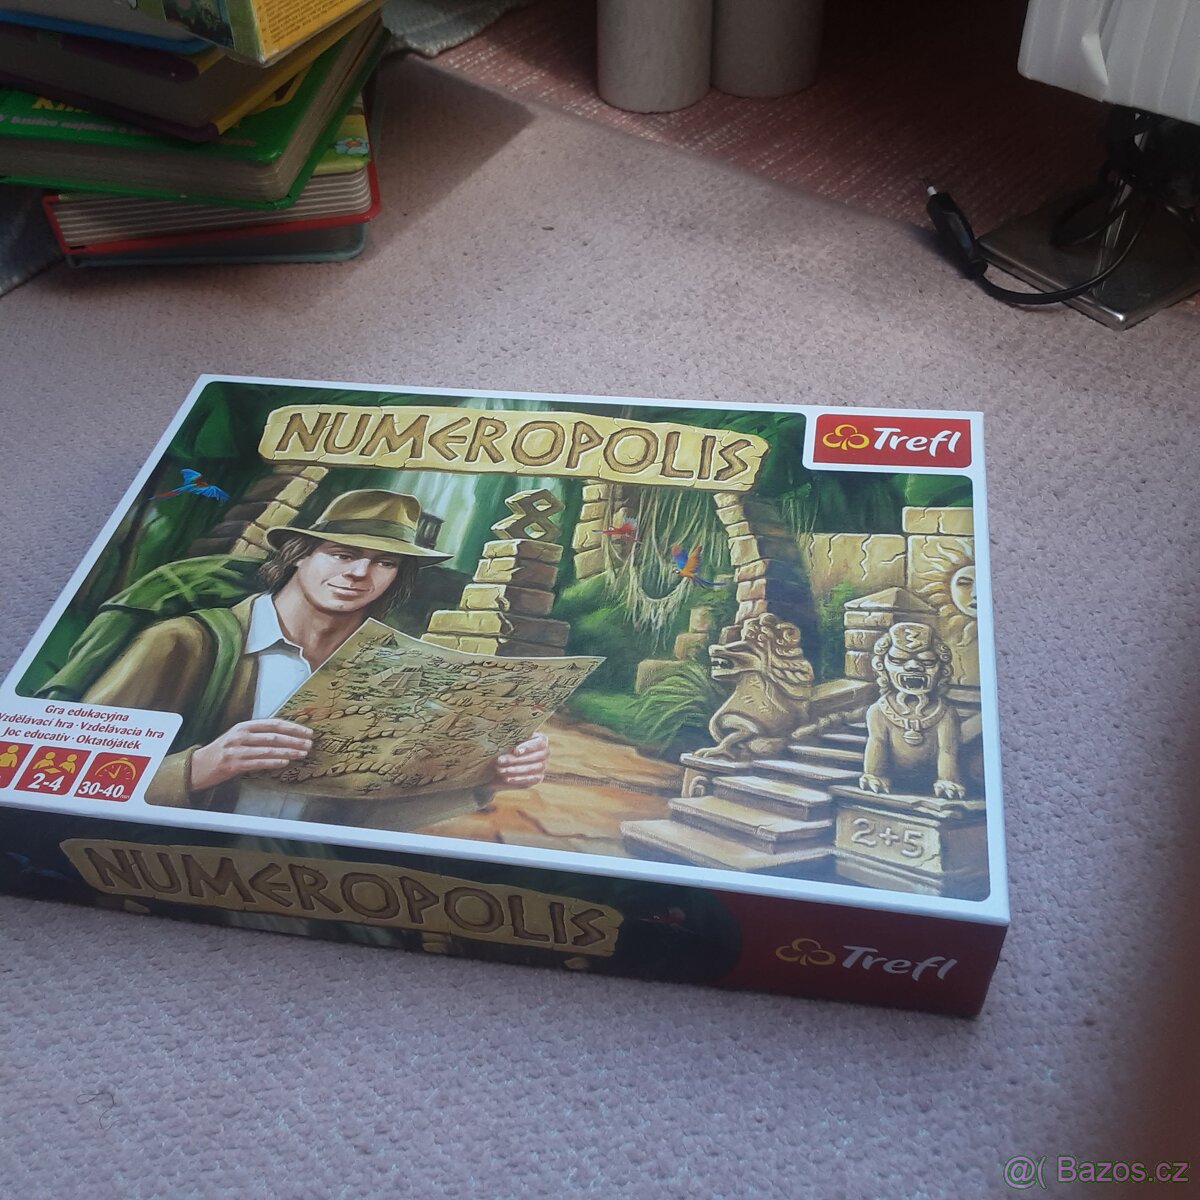 NUMEROPOLIS
Trefl
8
Gra edukacyjna
Vzdělávací hra · Vzdelávacia hra
Joc educativ · Oktatójáték
2-4
30-40
2+5
NUMEROPOLIS
Trefl
@( Bazos.cz